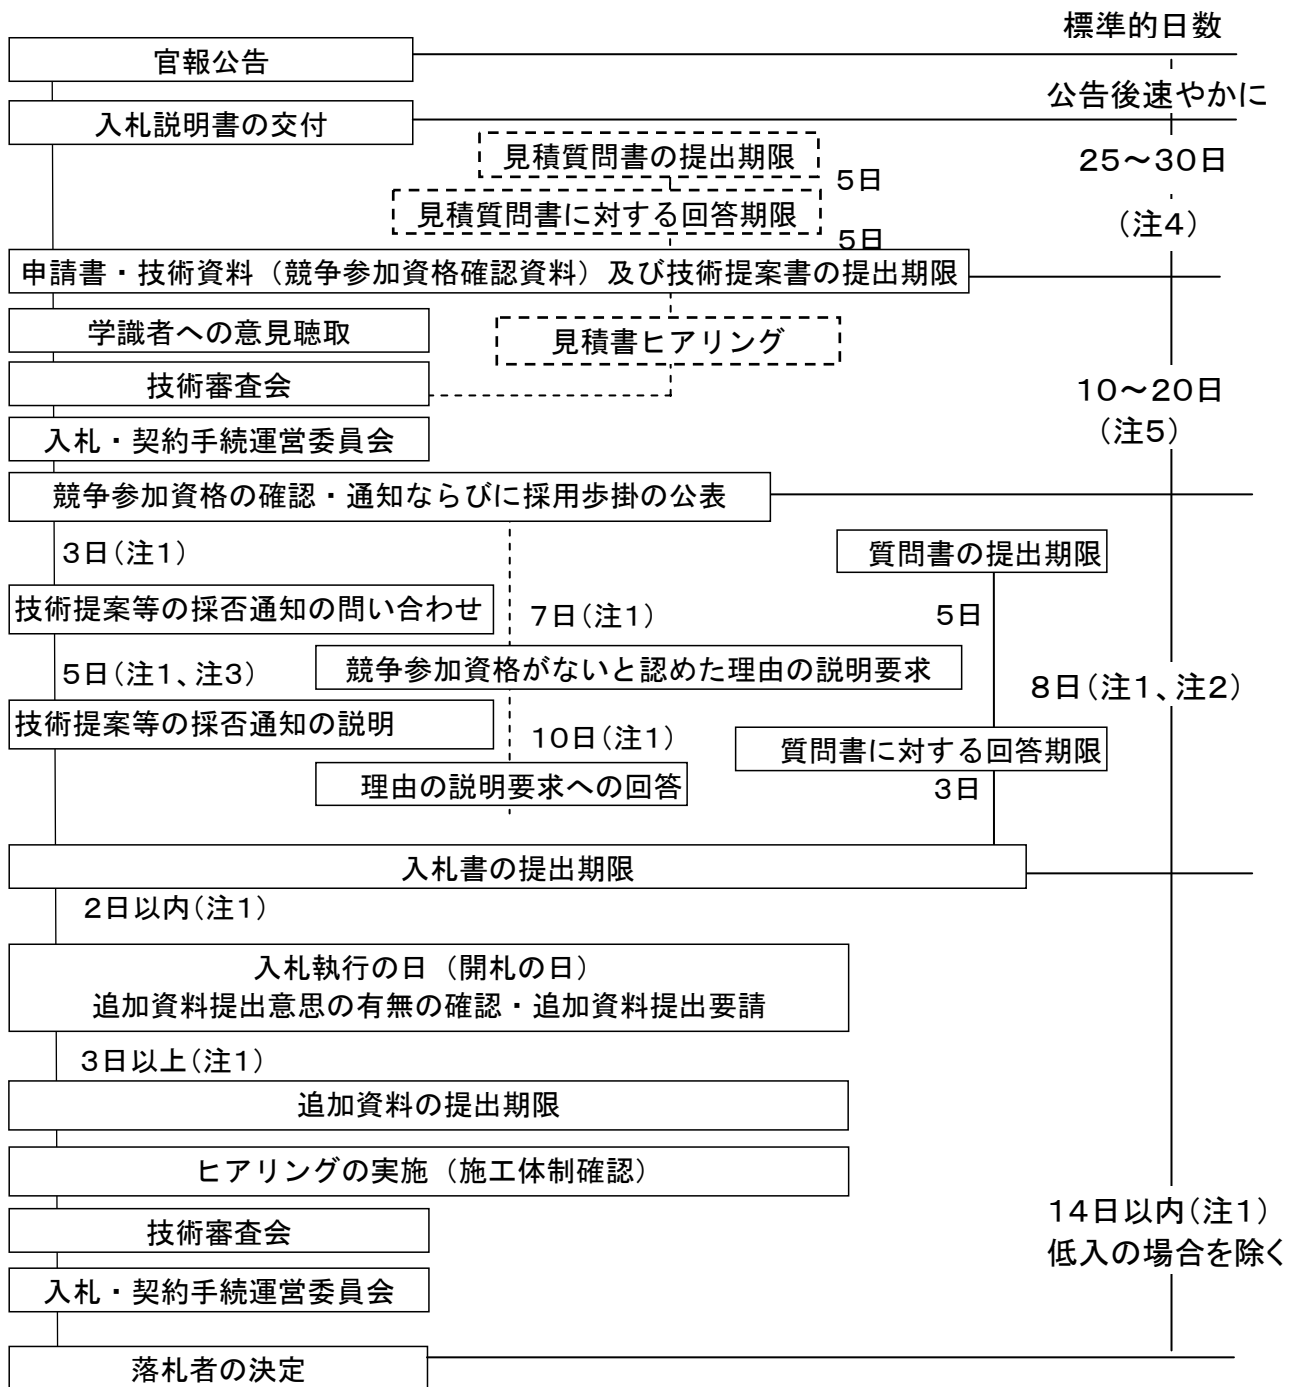 標準的日数
官報公告
公告後速やかに
入札説明書の交付
見積質問書の提出期限
25～30日
5日
見積質問書に対する回答期限
（注4）
5日
申請書・技術資料（競争参加資格確認資料）及び技術提案書の提出期限
学識者への意見聴取
見積書ヒアリング
技術審査会
10～20日
（注5）
入札・契約手続運営委員会
競争参加資格の確認・通知ならびに採用歩掛の公表
3日（注1）
質問書の提出期限
技術提案等の採否通知の問い合わせ
7日（注1）
5日
5日（注1、注3）
競争参加資格がないと認めた理由の説明要求
8日（注1、注2）
技術提案等の採否通知の説明
10日（注1）
質問書に対する回答期限
理由の説明要求への回答
3日
入札書の提出期限
2日以内（注1）
入札執行の日（開札の日）
追加資料提出意思の有無の確認・追加資料提出要請
3日以上（注1）
追加資料の提出期限
ヒアリングの実施（施工体制確認）
14日以内（注1）
低入の場合を除く
技術審査会
入札・契約手続運営委員会
落札者の決定